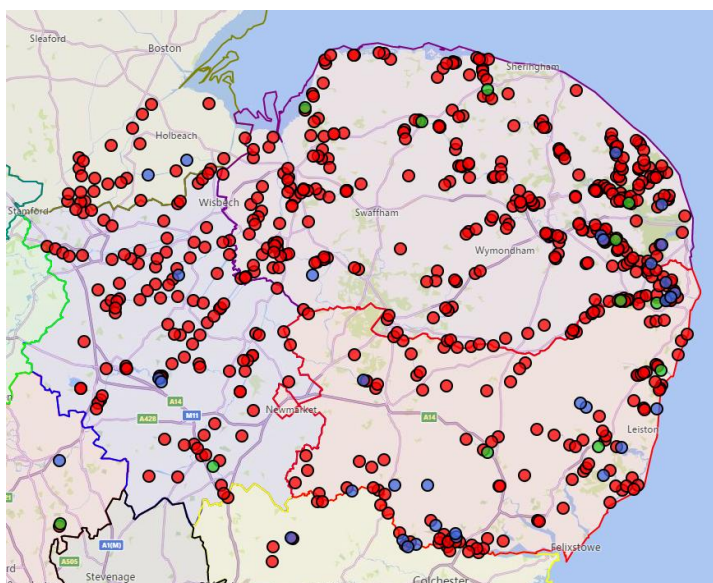 Sleaford
Boston
Sheringham
Holbeach
Stamford
Wisbech
Swaffham
Wymondham
A14
Newmarket
A428
M11
A14
Leiston
A1(M)
Felixstowe
A505
Stevenage
Colchester